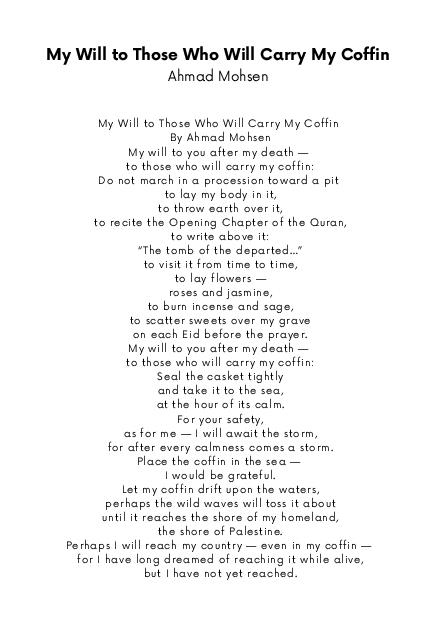 My Will to Those Who Will Carry My Coffin
Ahmad Mohsen
My Will to Those Who Will Carry My Coffin
By Ahmad Mohsen
My will to you after my death —
to those who will carry my coffin:
Do not march in a procession toward a pit
to lay my body in it,
to throw earth over it,
to recite the Opening Chapter of the Quran,
to write above it:
“The tomb of the departed...”
to visit it from time to time,
to lay flowers —
roses and jasmine,
to burn incense and sage,
to scatter sweets over my grave
on each Eid before the prayer.
My will to you after my death —
to those who will carry my coffin:
Seal the casket tightly
and take it to the sea,
at the hour of its calm.
For your safety,
as for me — I will await the storm,
for after every calmness comes a storm.
Place the coffin in the sea —
I would be grateful.
Let my coffin drift upon the waters,
perhaps the wild waves will toss it about
until it reaches the shore of my homeland,
the shore of Palestine.
Perhaps I will reach my country — even in my coffin —
for I have long dreamed of reaching it while alive,
but I have not yet reached.